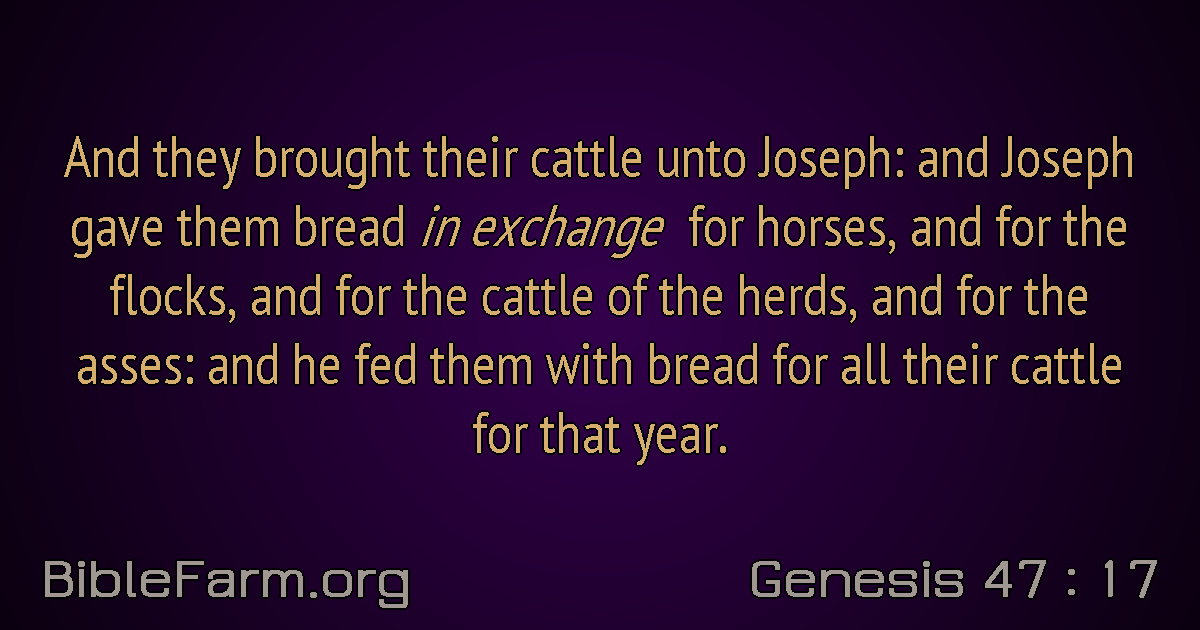 And they brought their cattle unto Joseph: and Joseph
gave them bread in exchange for horses, and for the
flocks, and for the cattle of the herds, and for the
asses: and he fed them with bread for all their cattle
for that year.
BibleFarm.org
Genesis 47 : 17